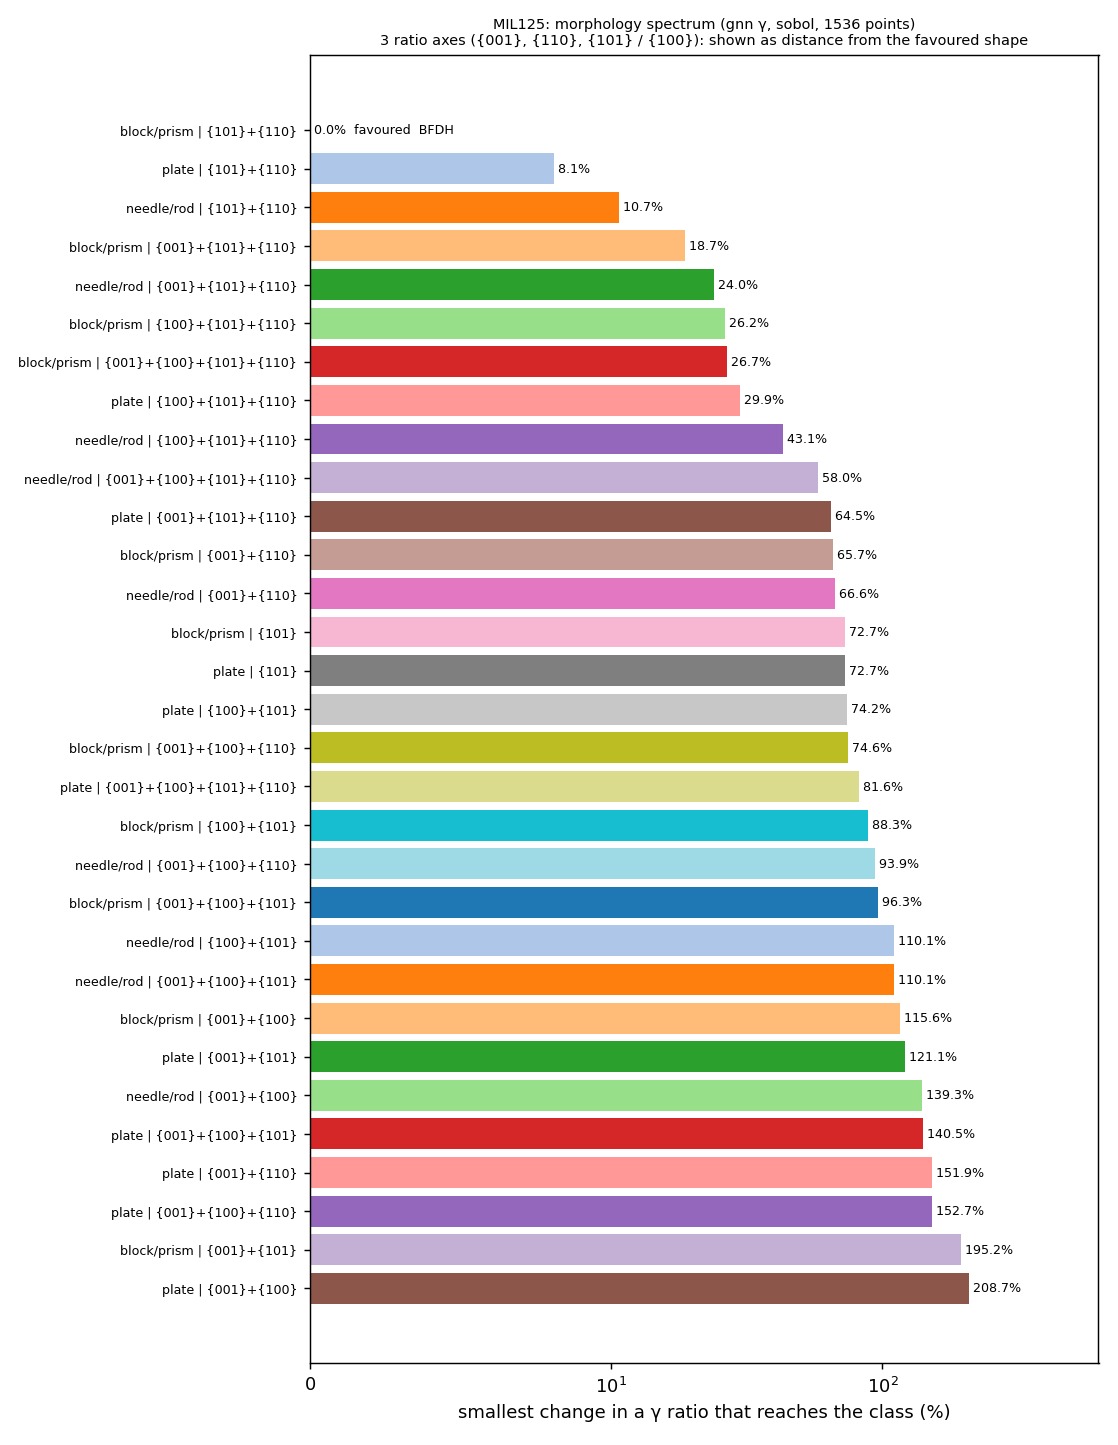 MIL125: morphology spectrum (gnn γ, sobol, 1536 points)
3 ratio axes ({001}, {110}, {101} / {100}): shown as distance from the favoured shape
block/prism | {101}+{110} 0.0% favoured BFDH
plate | {101}+{110} 8.1%
needle/rod | {101}+{110} 10.7%
block/prism | {001}+{101}+{110} 18.7%
needle/rod | {001}+{101}+{110} 24.0%
block/prism | {100}+{101}+{110} 26.2%
block/prism | {001}+{100}+{101}+{110} 26.7%
plate | {100}+{101}+{110} 29.9%
needle/rod | {100}+{101}+{110} 43.1%
needle/rod | {001}+{100}+{101}+{110} 58.0%
plate | {001}+{101}+{110} 64.5%
block/prism | {001}+{110} 65.7%
needle/rod | {001}+{110} 66.6%
block/prism | {101} 72.7%
plate | {101} 72.7%
plate | {100}+{101} 74.2%
block/prism | {001}+{100}+{110} 74.6%
plate | {001}+{100}+{101}+{110} 81.6%
block/prism | {100}+{101} 88.3%
needle/rod | {001}+{100}+{110} 93.9%
block/prism | {001}+{100}+{101} 96.3%
needle/rod | {100}+{101} 110.1%
needle/rod | {001}+{100}+{101} 110.1%
block/prism | {001}+{100} 115.6%
plate | {001}+{101} 121.1%
needle/rod | {001}+{100} 139.3%
plate | {001}+{100}+{101} 140.5%
plate | {001}+{110} 151.9%
plate | {001}+{100}+{110} 152.7%
block/prism | {001}+{101} 195.2%
plate | {001}+{100} 208.7%
0 10¹ 10²
smallest change in a γ ratio that reaches the class (%)